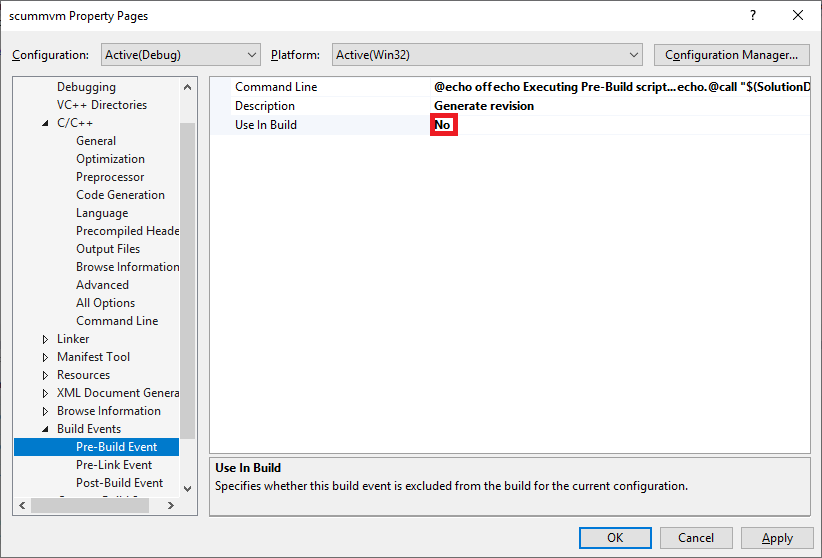 scummvm Property Pages
Configuration: Active(Debug) Platform: Active(Win32) Configuration Manager...
Debugging
VC++ Directories
C/C++
General
Optimization
Preprocessor
Code Generation
Language
Precompiled Heade
Output Files
Browse Information
Advanced
All Options
Command Line
Linker
Manifest Tool
Resources
XML Document Genera
Browse Information
Build Events
Pre-Build Event
Pre-Link Event
Post-Build Event
Command Line @echo offecho Executing Pre-Build script...echo.@call "$(SolutionD
Description Generate revision
Use In Build No
Use In Build
Specifies whether this build event is excluded from the build for the current configuration.
OK Cancel Apply